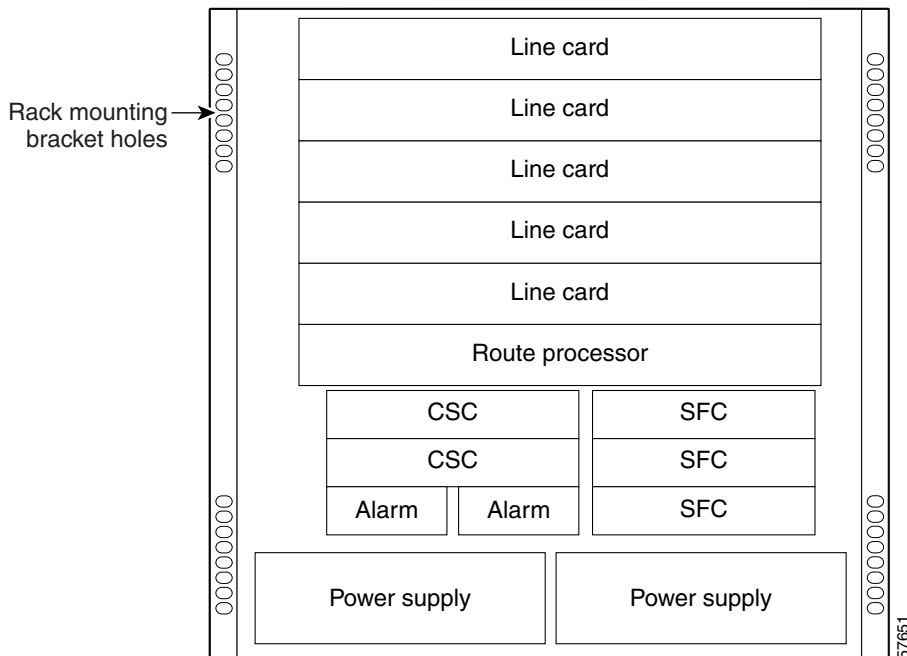 Line card
Line card
Rack mounting
bracket holes
Line card
Line card
Line card
Route processor
CSC SFC
CSC SFC
Alarm Alarm SFC
Power supply Power supply
57651